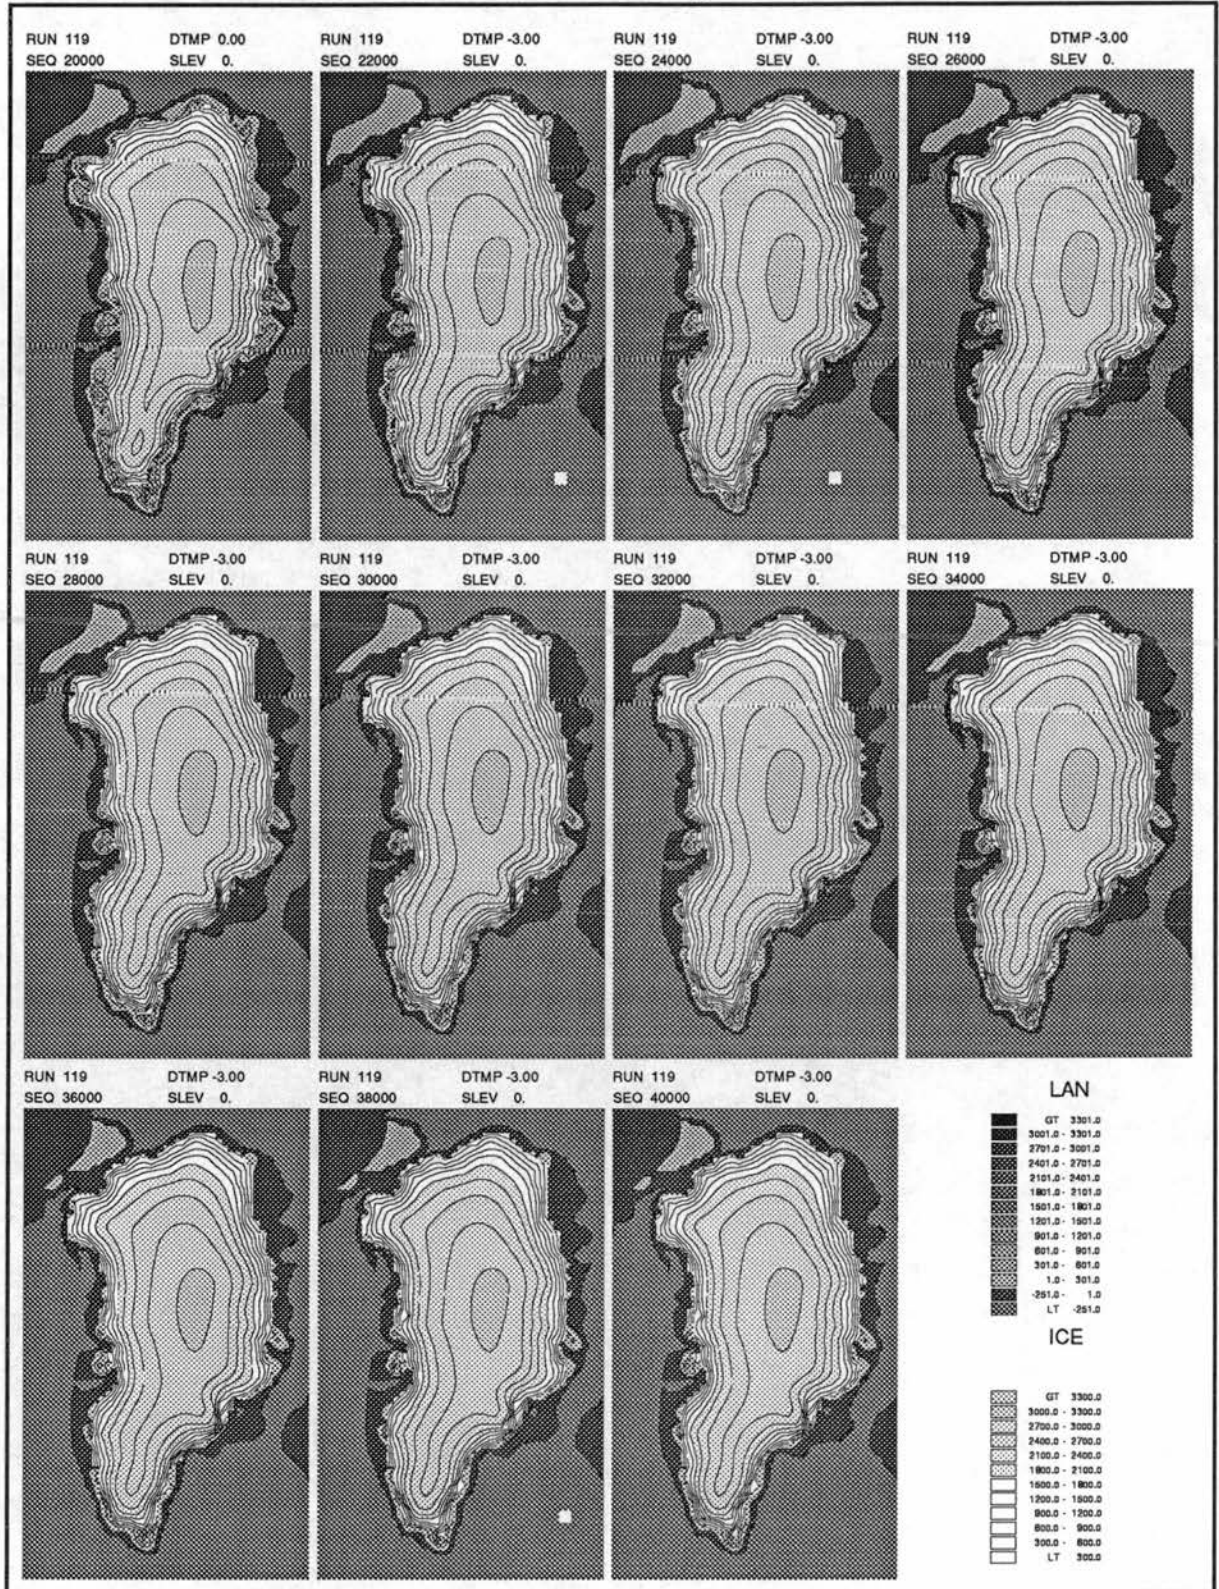 RUN 119 DTMP 0.00 RUN 119 DTMP -3.00 RUN 119 DTMP -3.00 RUN 119 DTMP -3.00
SEQ 20000 SLEV 0. SEQ 22000 SLEV 0. SEQ 24000 SLEV 0. SEQ 26000 SLEV 0.
RUN 119 DTMP -3.00 RUN 119 DTMP -3.00 RUN 119 DTMP -3.00 RUN 119 DTMP -3.00
SEQ 28000 SLEV 0. SEQ 30000 SLEV 0. SEQ 32000 SLEV 0. SEQ 34000 SLEV 0.
RUN 119 DTMP -3.00 RUN 119 DTMP -3.00 RUN 119 DTMP -3.00
SEQ 36000 SLEV 0. SEQ 38000 SLEV 0. SEQ 40000 SLEV 0.
LAN
GT 3301.0
3001.0 - 3301.0
2701.0 - 3001.0
2401.0 - 2701.0
2101.0 - 2401.0
1801.0 - 2101.0
1501.0 - 1801.0
1201.0 - 1501.0
901.0 - 1201.0
601.0 - 901.0
301.0 - 601.0
1.0 - 301.0
-251.0 - 1.0
LT -251.0
ICE
GT 3300.0
3000.0 - 3300.0
2700.0 - 3000.0
2400.0 - 2700.0
2100.0 - 2400.0
1800.0 - 2100.0
1500.0 - 1800.0
1200.0 - 1500.0
900.0 - 1200.0
600.0 - 900.0
300.0 - 600.0
LT 300.0